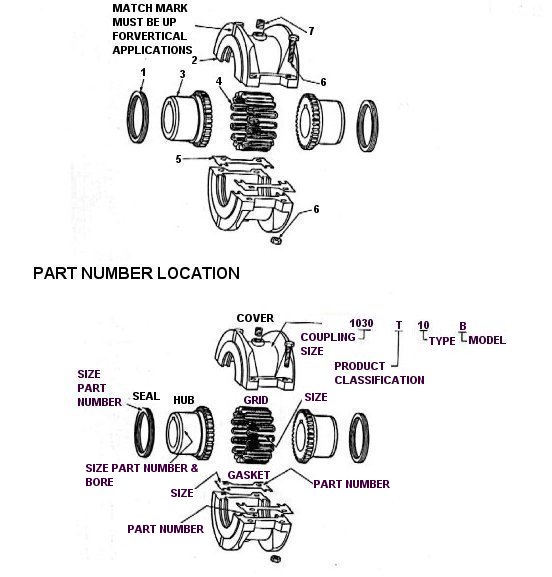 MATCH MARK
MUST BE UP
FORVERTICAL
APPLICATIONS
7
2
6
1
3
4
5
6
PART NUMBER LOCATION
COVER
1030 T 10 B
COUPLING
SIZE
TYPE
MODEL
PRODUCT
CLASSIFICATION
SIZE
PART
NUMBER
SEAL
HUB
GRID
SIZE
SIZE PART NUMBER &
BORE
GASKET
SIZE
PART NUMBER
PART NUMBER